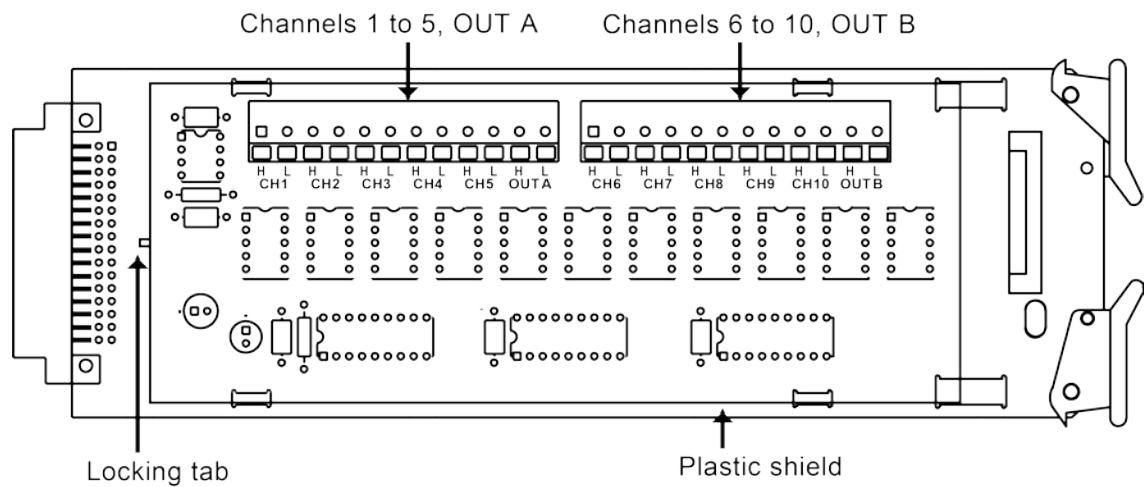 Channels 1 to 5, OUT A
Channels 6 to 10, OUT B
H L H L H L H L H L H L
CH1 CH2 CH3 CH4 CH5 OUT A
H L H L H L H L H L H L
CH6 CH7 CH8 CH9 CH10 OUT B
Locking tab
Plastic shield